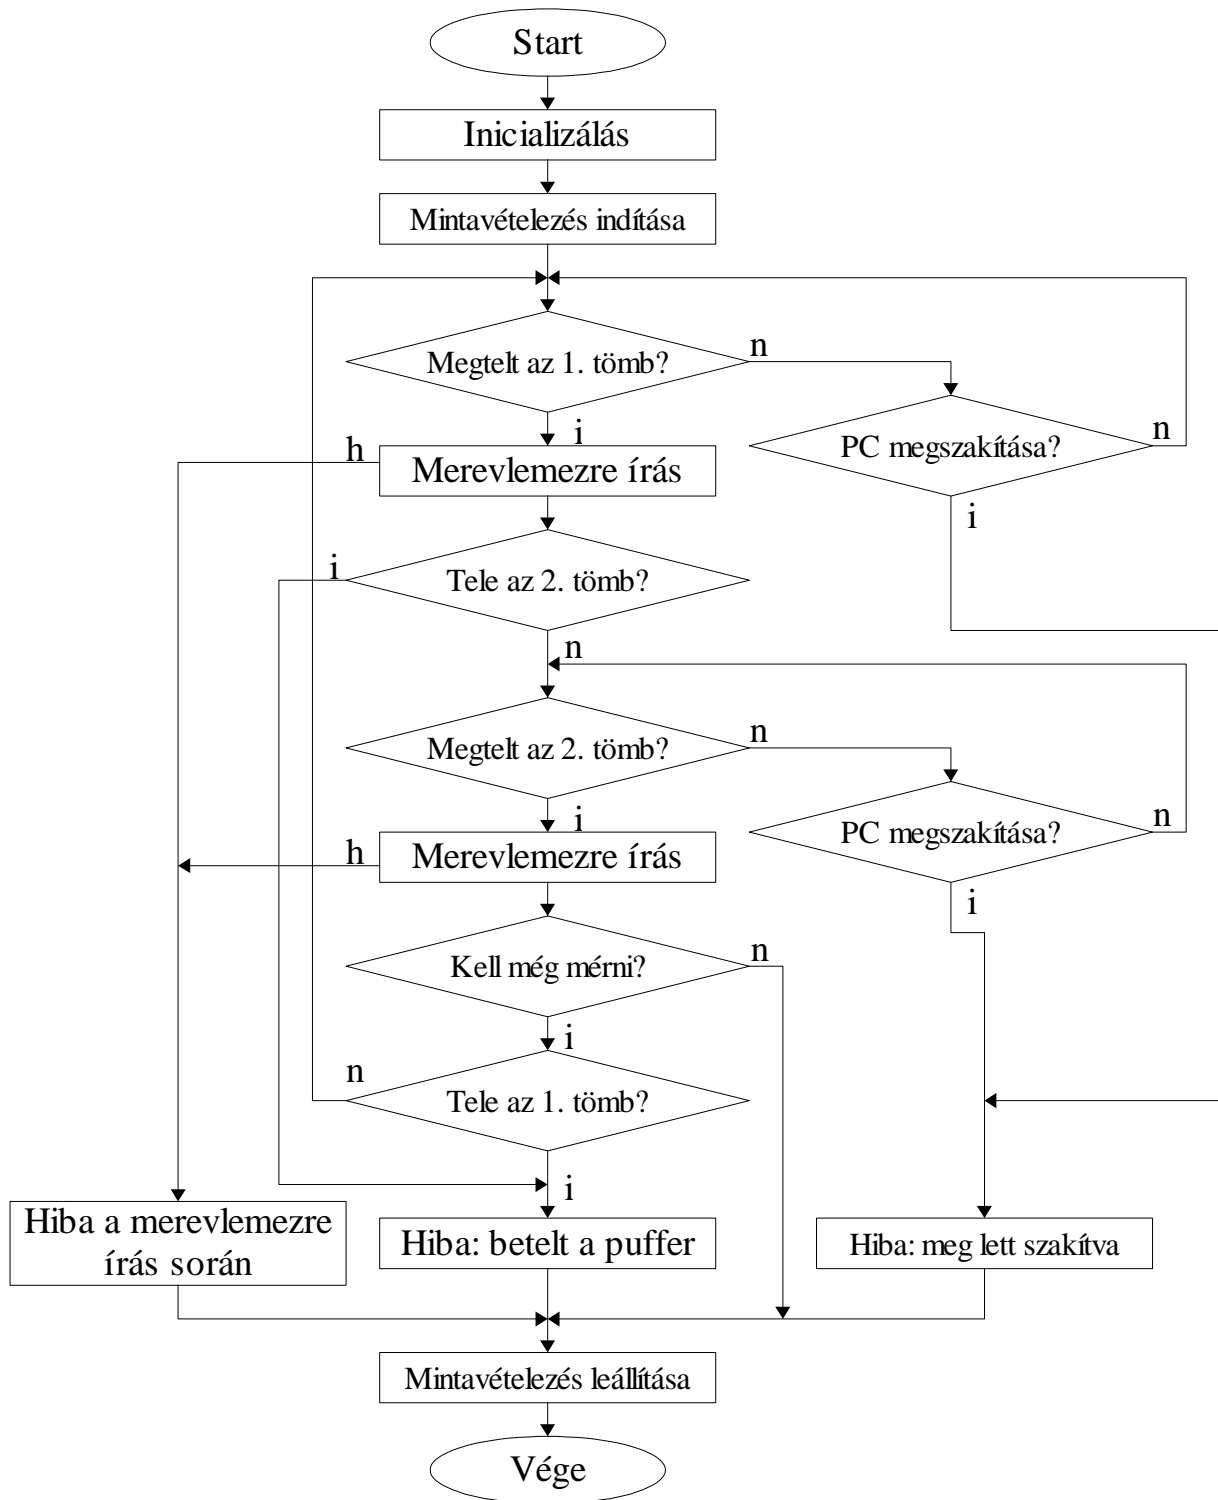 Start
Inicializálás
Mintavételezés indítása
Megtelt az 1. tömb?
n
i
PC megszakítása?
n
i
h
Merevlemezre írás
i
Tele az 2. tömb?
n
Megtelt az 2. tömb?
n
i
PC megszakítása?
n
i
h
Merevlemezre írás
Kell még mérni?
n
i
n
Tele az 1. tömb?
i
Hiba a merevlemezre
írás során
Hiba: betelt a puffer
Hiba: meg lett szakítva
Mintavételezés leállítása
Vége